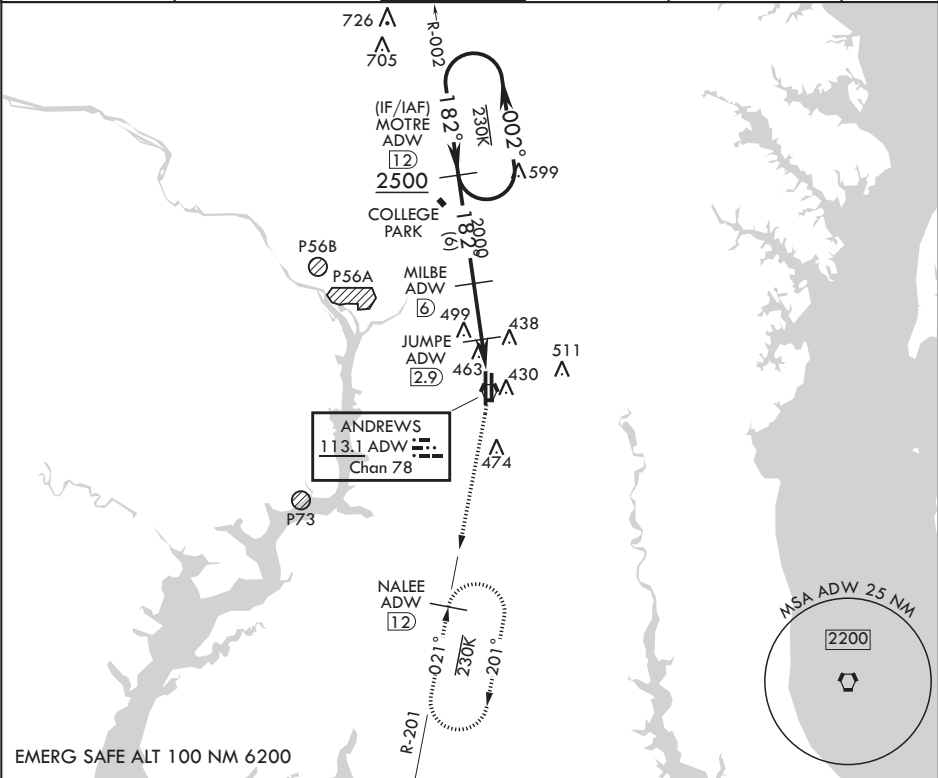 726
705
R-002
(IF/IAF)
MOTRE
ADW
12
2500
182°
230K
002°
599
COLLEGE
PARK
182°
2000
(6)
P56B
P56A
MILBE
ADW
6
499
438
JUMPE
ADW
2.9
463
511
430
ANDREWS
113.1 ADW
Chan 78
474
P73
NALEE
ADW
12
021°
230K
201°
R-201
MSA ADW 25 NM
2200
EMERG SAFE ALT 100 NM 6200